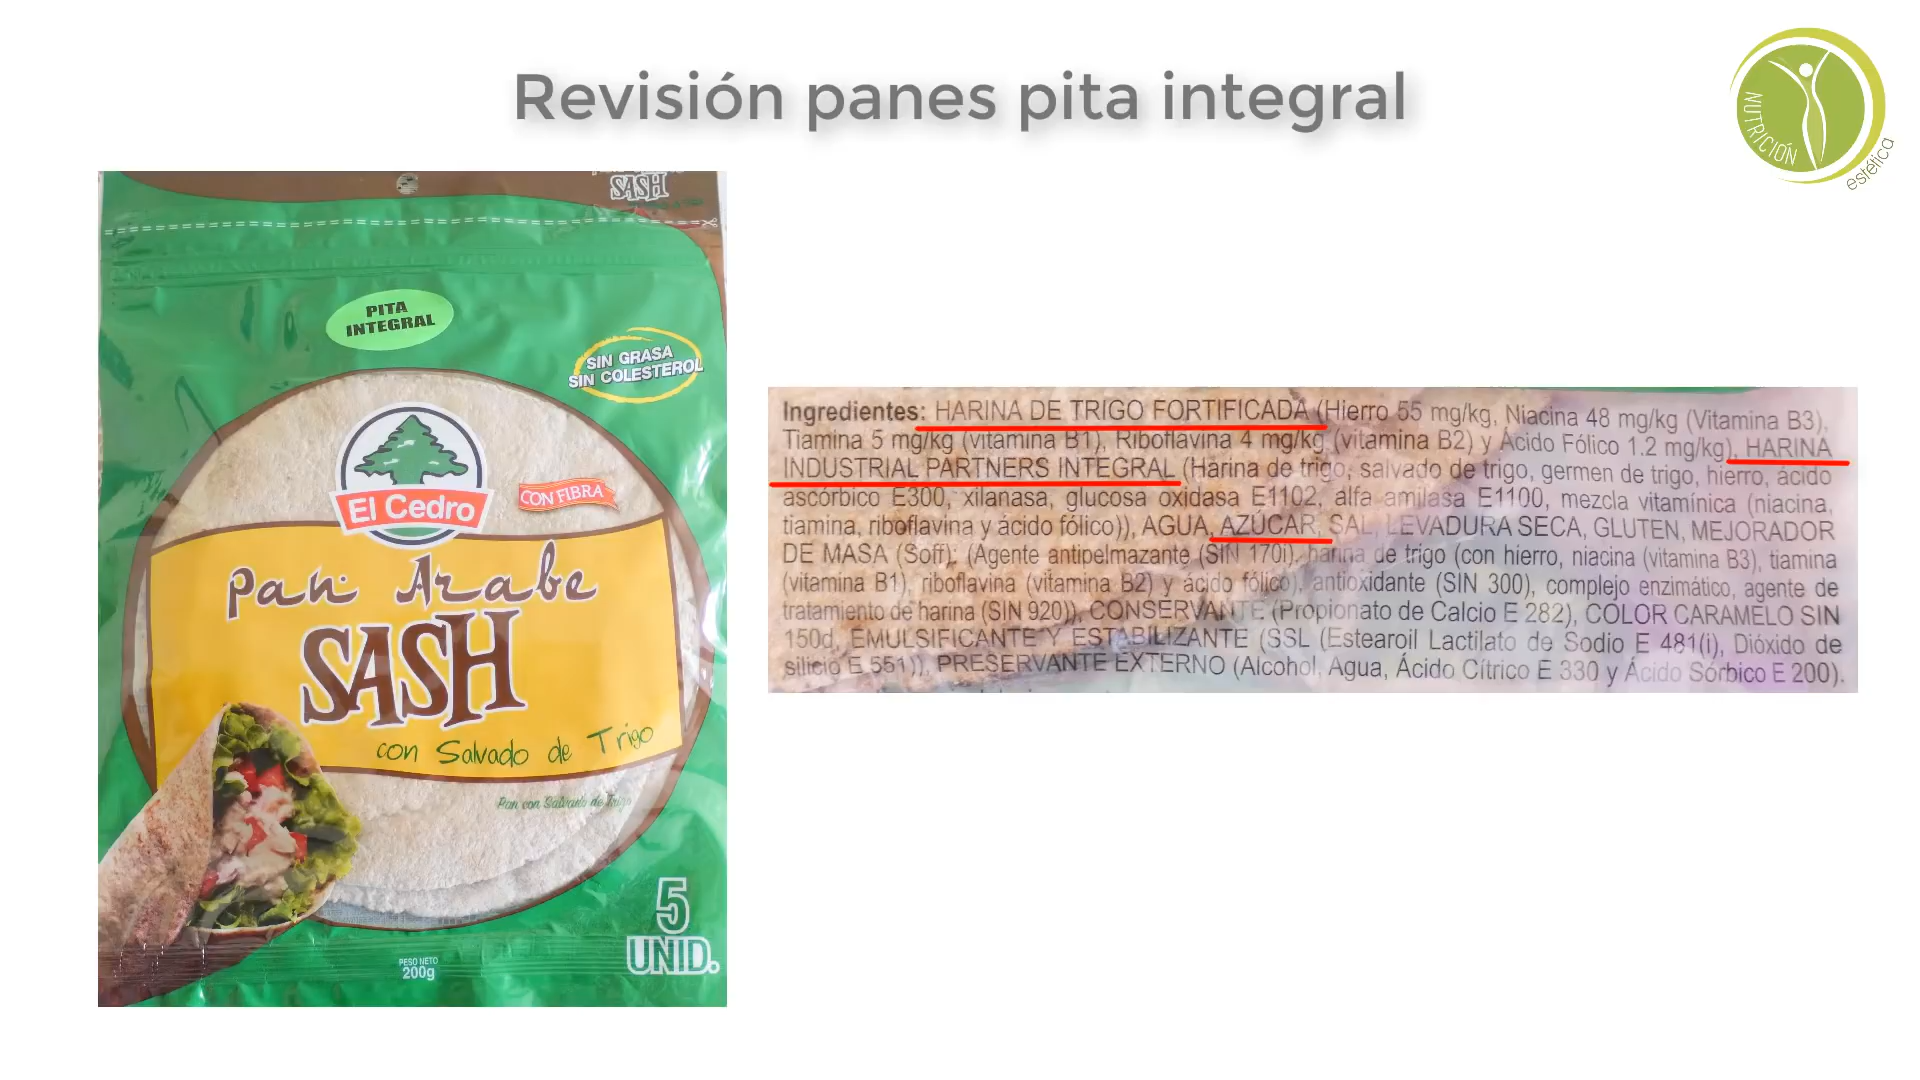 Revisión panes pita integral
NUTRICIÓN
estética
SASH
PITA
INTEGRAL
SIN GRASA
SIN COLESTEROL
El Cedro
CON FIBRA
Pan Arabe
SASH
con Salvado de Trigo
Pan con Salvado de Trigo
5
UNID.
PESO NETO
200g
Ingredientes: HARINA DE TRIGO FORTIFICADA (Hierro 55 mg/kg, Niacina 48 mg/kg (Vitamina B3),
Tiamina 5 mg/kg (vitamina B1), Riboflavina 4 mg/kg (vitamina B2) y Ácido Fólico 1.2 mg/kg), HARINA
INDUSTRIAL PARTNERS INTEGRAL (Harina de trigo, salvado de trigo, germen de trigo, hierro, ácido
ascórbico E300, xilanasa, glucosa oxidasa E1102, alfa amilasa E1100, mezcla vitamínica (niacina,
tiamina, riboflavina y ácido fólico)), AGUA, AZÚCAR, SAL, LEVADURA SECA, GLUTEN, MEJORADOR
DE MASA (Soff): (Agente antipelmazante (SIN 170i), harina de trigo (con hierro, niacina (vitamina B3), tiamina
(vitamina B1), riboflavina (vitamina B2) y ácido fólico), antioxidante (SIN 300), complejo enzimático, agente de
tratamiento de harina (SIN 920)), CONSERVANTE (Propionato de Calcio E 282), COLOR CARAMELO SIN
150d, EMULSIFICANTE Y ESTABILIZANTE (SSL (Estearoil Lactilato de Sodio E 481(i), Dióxido de
silicio E 551)), PRESERVANTE EXTERNO (Alcohol, Agua, Ácido Cítrico E 330 y Ácido Sórbico E 200).